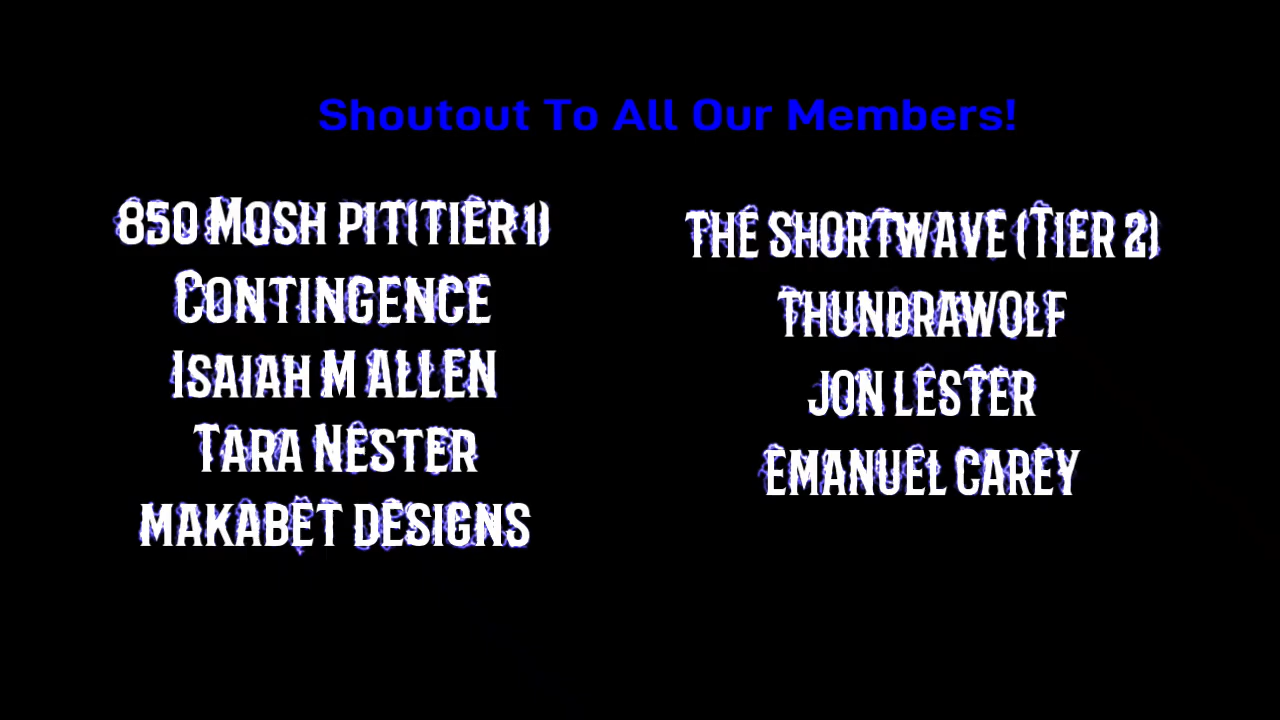 Shoutout To All Our Members!
850 Mosh pit(tier 1)
Contingence
Isaiah M Allen
Tara Nester
makabet designs
the shortwave (Tier 2)
thundrawolf
jon lester
emanuel carey